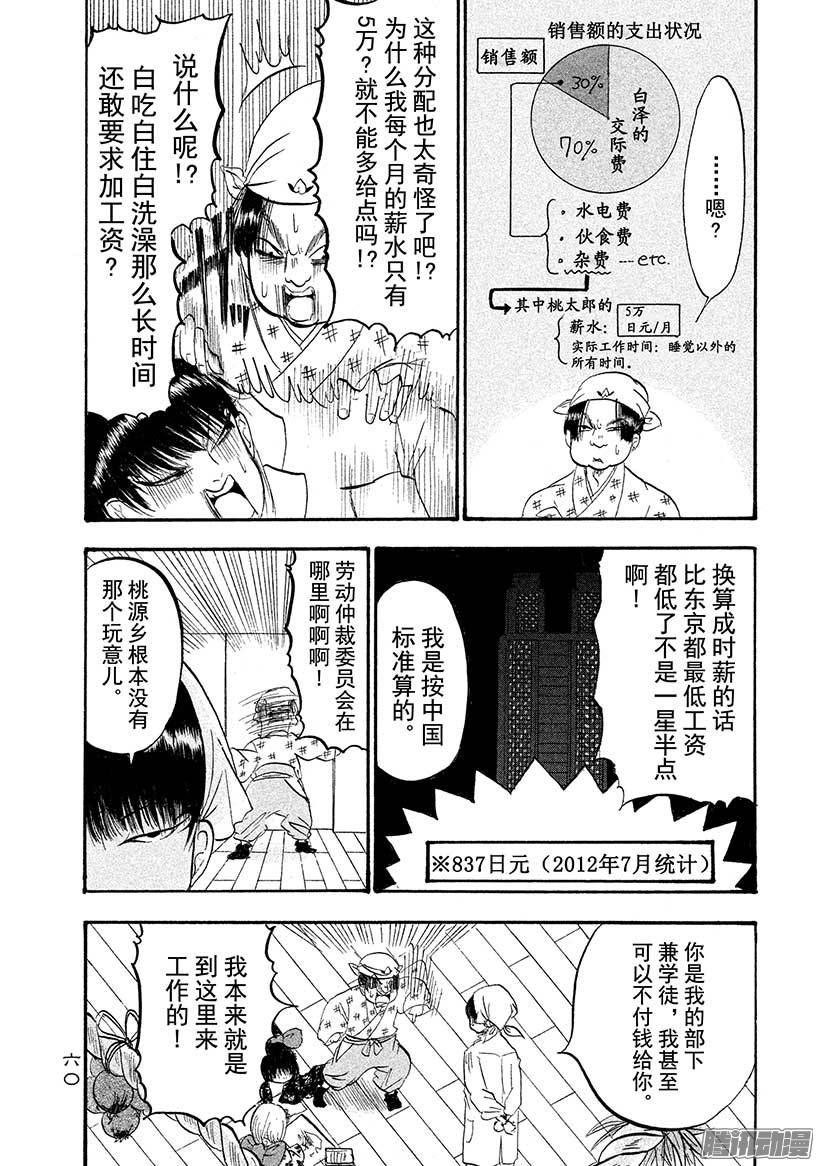 销售额的支出状况
销售额
30%
70%
白泽的
交际费
。水电费
。伙食费
。杂费 ---etc.
其中桃太郎的
薪水：
5万
日元/月
实际工作时间：睡觉以外的
所有时间。
……嗯？
这种分配也太奇怪了吧!?
为什么我每个月的薪水只有
5万？就不能多给点吗!?
说什么呢!?
白吃白住白洗澡那么长时间
还敢要求加工资？
换算成时薪的话
比东京都最低工资
都低了不是一星半点
啊！
我是按中国
标准算的。
※837日元（2012年7月统计）
劳动仲裁委员会在
哪里啊啊啊！
桃源乡根本没有
那个玩意儿。
你是我的部下
兼学徒，我甚至
可以不付钱给你。
我本来就是
到这里来
工作的！
六〇
腾讯动漫